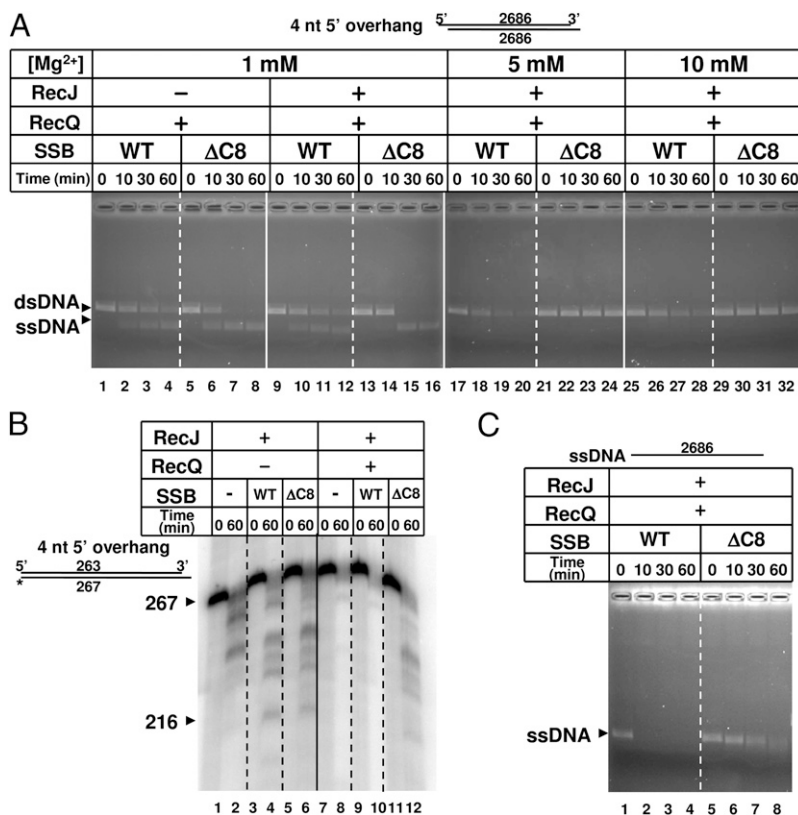 A
4 nt 5' overhang
5' 2686 3'
2686
[Mg2+] 1 mM 5 mM 10 mM
RecJ − + + +
RecQ + + + +
SSB WT ΔC8 WT ΔC8 WT ΔC8 WT ΔC8
Time (min) 0 10 30 60 0 10 30 60 0 10 30 60 0 10 30 60 0 10 30 60 0 10 30 60 0 10 30 60 0 10 30 60
dsDNA
ssDNA
1 2 3 4 5 6 7 8 9 10 11 12 13 14 15 16 17 18 19 20 21 22 23 24 25 26 27 28 29 30 31 32
B
RecJ + +
RecQ − +
SSB - WT ΔC8 - WT ΔC8
Time (min) 0 60 0 60 0 60 0 60 0 60 0 60
4 nt 5' overhang
5' 263 3'
* 267
267
216
1 2 3 4 5 6 7 8 9 10 11 12
C
ssDNA 2686
RecJ +
RecQ +
SSB WT ΔC8
Time (min) 0 10 30 60 0 10 30 60
ssDNA
1 2 3 4 5 6 7 8